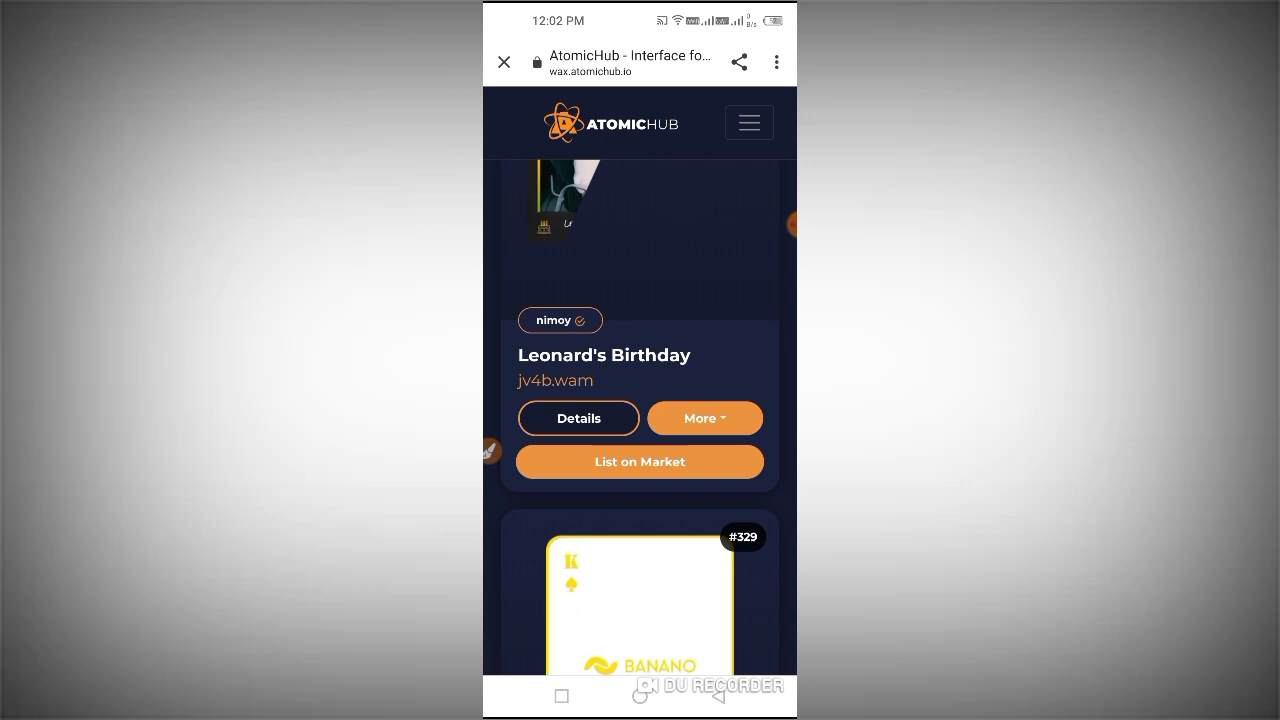 12:02 PM
0
B/s
AtomicHub - Interface fo...
wax.atomichub.io
ATOMICHUB
nimoy
Leonard's Birthday
jv4b.wam
Details
More
List on Market
#329
K
BANANO
DU RECORDER